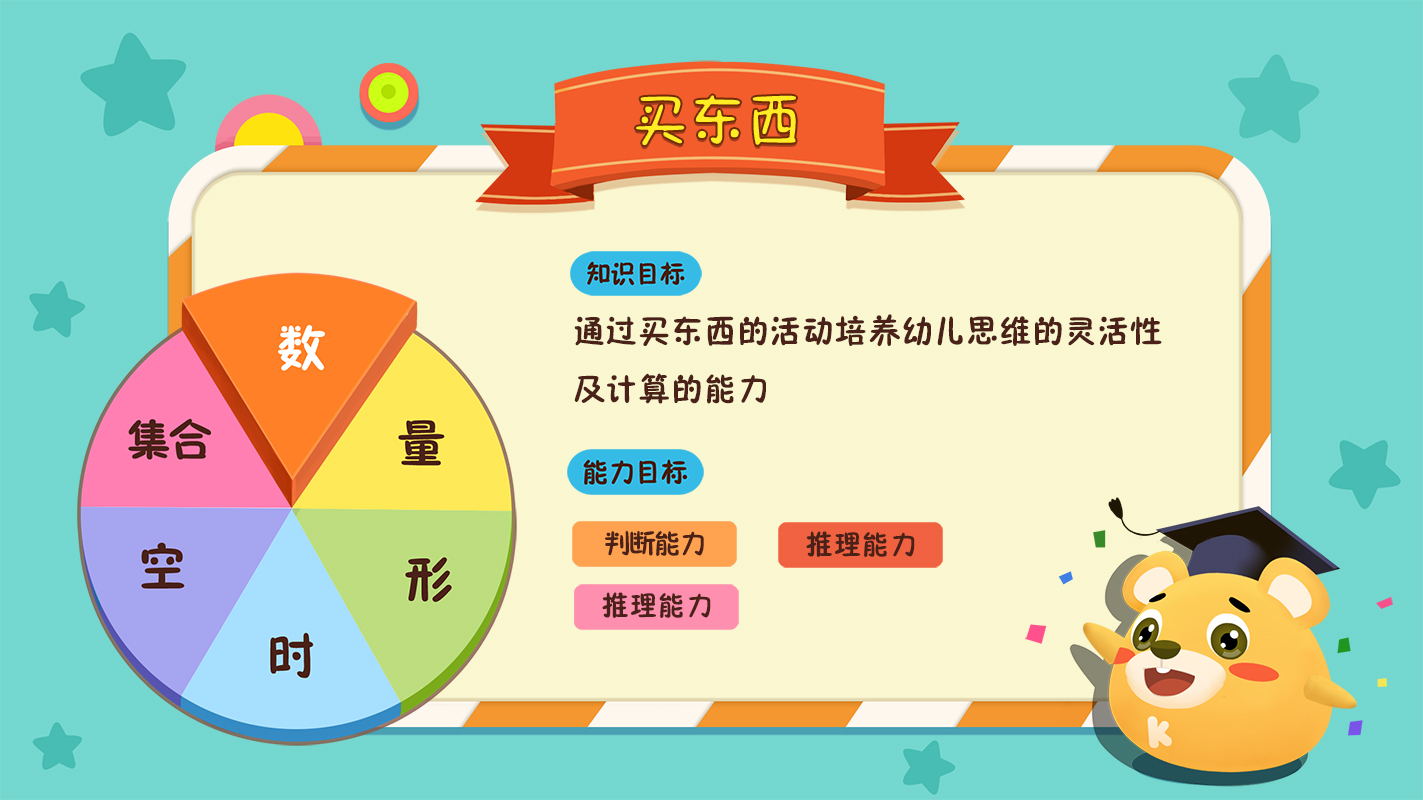 买东西
知识目标
通过买东西的活动培养幼儿思维的灵活性
及计算的能力
能力目标
判断能力
推理能力
推理能力
数
集合
量
空
形
时
K